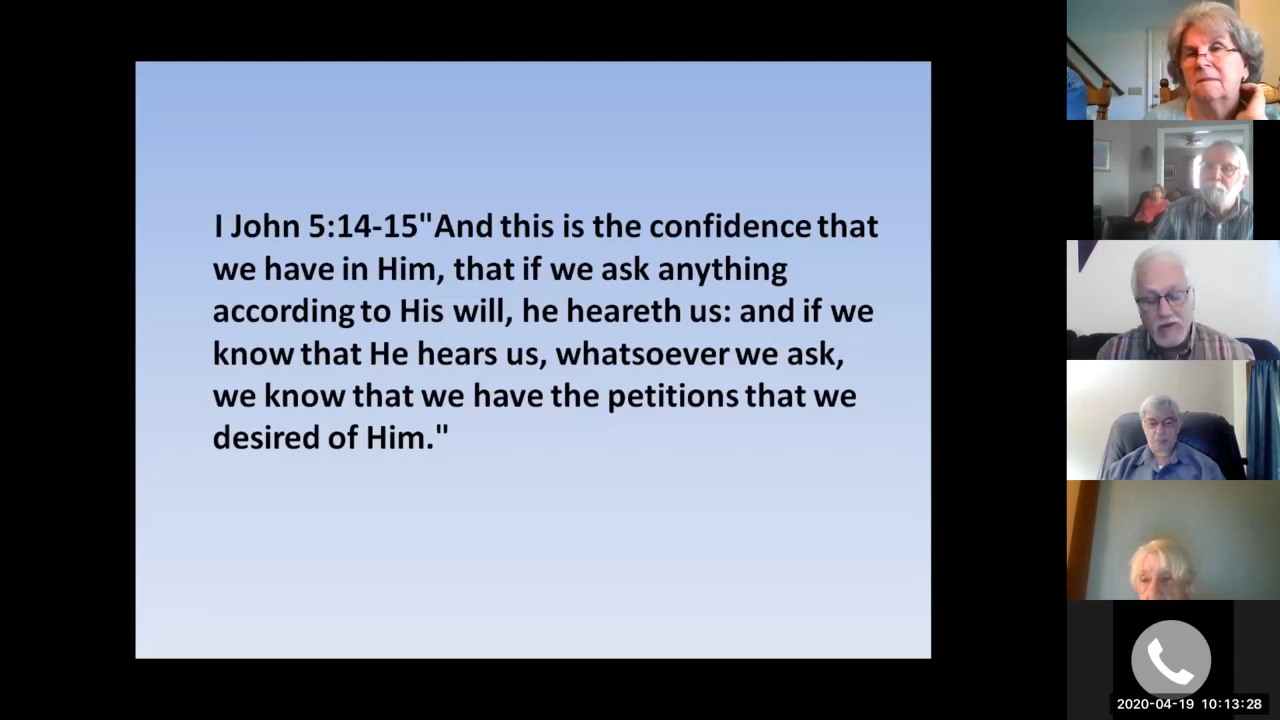 I John 5:14-15"And this is the confidence that
we have in Him, that if we ask anything
according to His will, he heareth us: and if we
know that He hears us, whatsoever we ask,
we know that we have the petitions that we
desired of Him."
2020-04-19 10:13:28